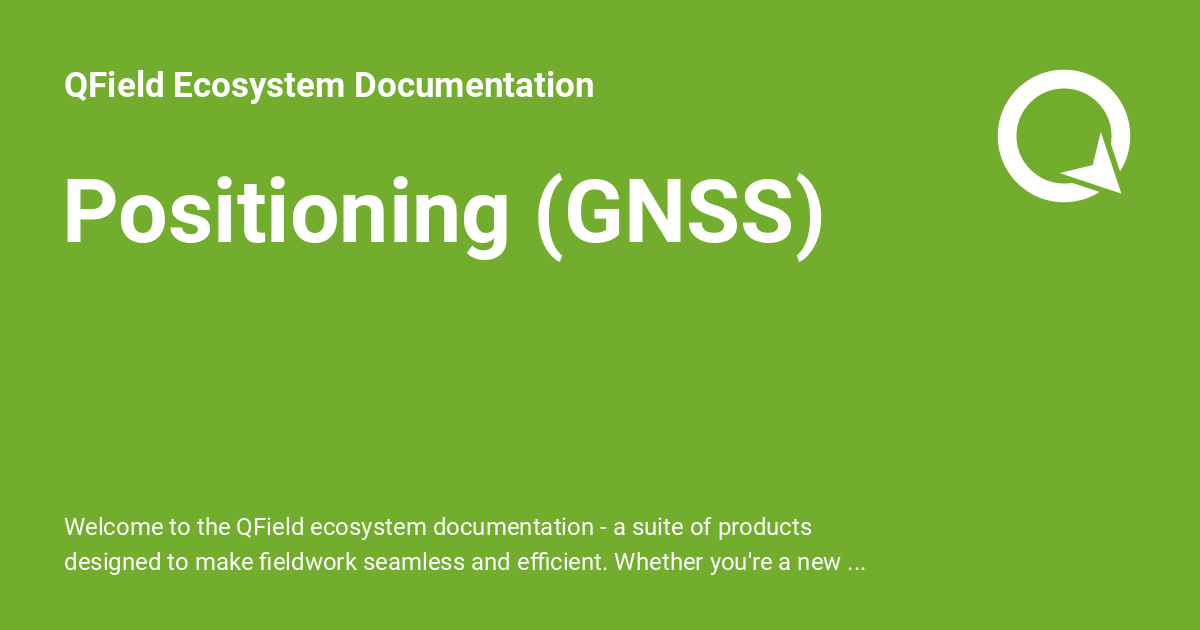 QField Ecosystem Documentation
Positioning (GNSS)
Welcome to the QField ecosystem documentation - a suite of products
designed to make fieldwork seamless and efficient. Whether you're a new ...